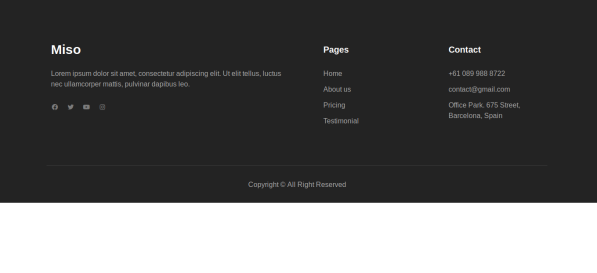 Miso
Lorem ipsum dolor sit amet, consectetur adipiscing elit. Ut elit tellus, luctus
nec ullamcorper mattis, pulvinar dapibus leo.
Pages
Home
About us
Pricing
Testimonial
Contact
+61 089 988 8722
contact@gmail.com
Office Park. 675 Street,
Barcelona, Spain
Copyright © All Right Reserved